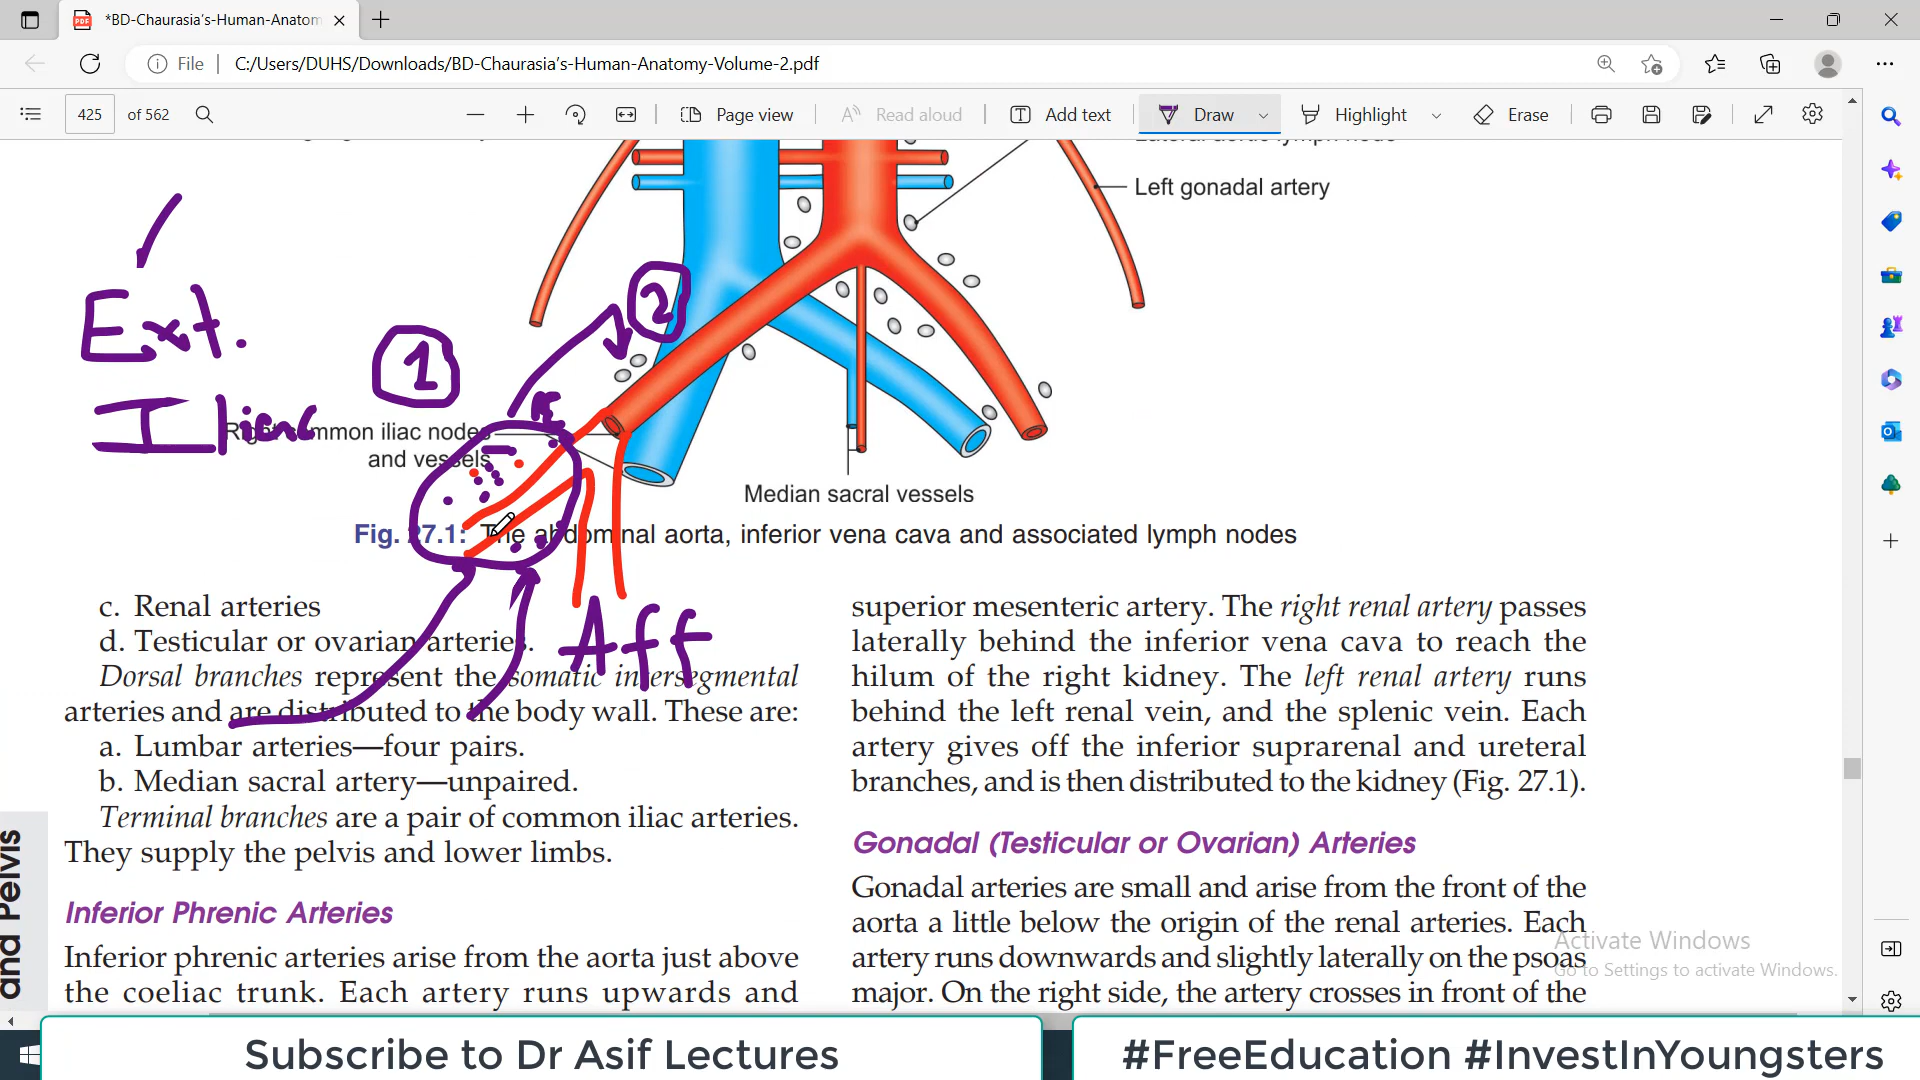 *BD-Chaurasia's-Human-Anatom
File
C:/Users/DUHS/Downloads/BD-Chaurasia's-Human-Anatomy-Volume-2.pdf
425 of 562
Page view
Read aloud
Add text
Draw
Highlight
Erase
Left gonadal artery
Ext.
Iliac
1
2
Right common iliac nodes
and vessels
Median sacral vessels
Fig. 27.1: The abdominal aorta, inferior vena cava and associated lymph nodes
Aff
c. Renal arteries
d. Testicular or ovarian arteries.
Dorsal branches represent the somatic intersegmental
arteries and are distributed to the body wall. These are:
a. Lumbar arteries—four pairs.
b. Median sacral artery—unpaired.
Terminal branches are a pair of common iliac arteries.
They supply the pelvis and lower limbs.
Inferior Phrenic Arteries
Inferior phrenic arteries arise from the aorta just above
the coeliac trunk. Each artery runs upwards and
superior mesenteric artery. The right renal artery passes
laterally behind the inferior vena cava to reach the
hilum of the right kidney. The left renal artery runs
behind the left renal vein, and the splenic vein. Each
artery gives off the inferior suprarenal and ureteral
branches, and is then distributed to the kidney (Fig. 27.1).
Gonadal (Testicular or Ovarian) Arteries
Gonadal arteries are small and arise from the front of the
aorta a little below the origin of the renal arteries. Each
artery runs downwards and slightly laterally on the psoas
major. On the right side, the artery crosses in front of the
and Pelvis
Activate Windows
Go to Settings to activate Windows.
Subscribe to Dr Asif Lectures
#FreeEducation #InvestInYoungsters